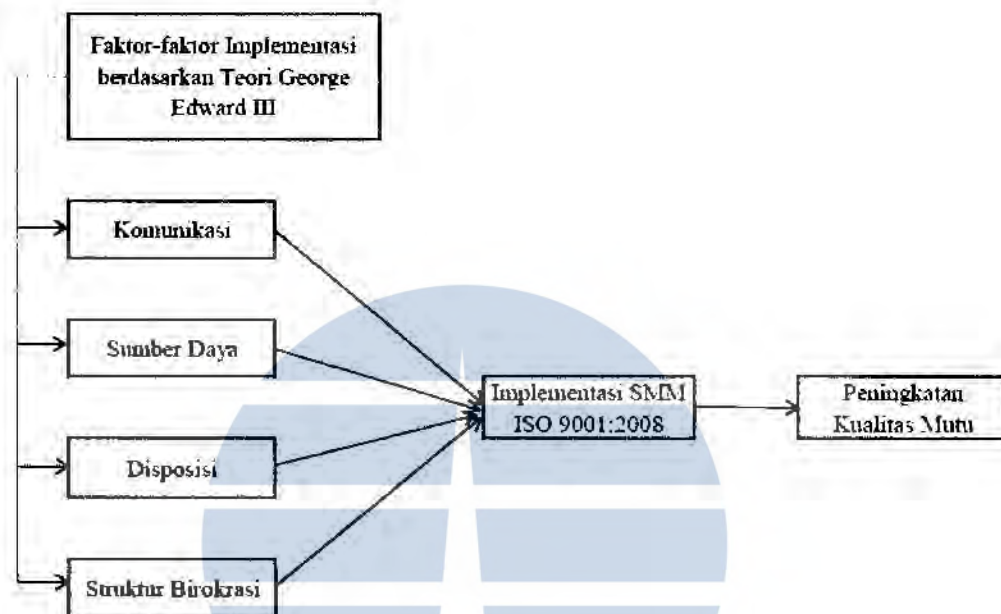 Faktor-faktor Implementasi
berdasarkan Teori George
Edward III
Komunikasi
Sumber Daya
Disposisi
Struktur Birokrasi
Implementasi SMM
ISO 9001:2008
Peningkatan
Kualitas Mutu